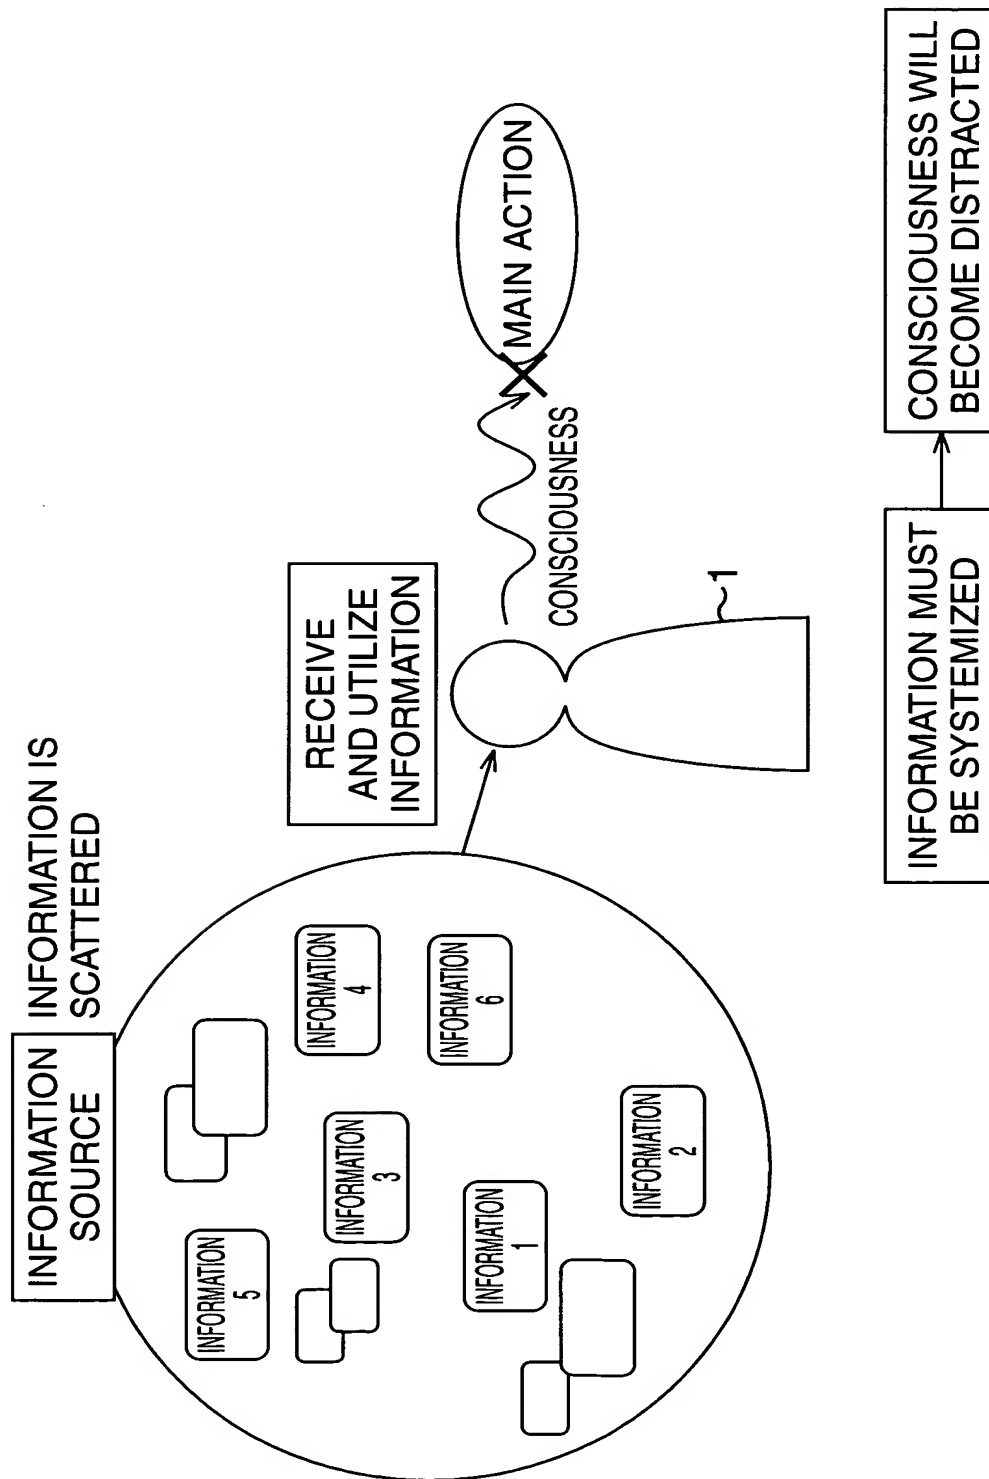 INFORMATION
SOURCE
INFORMATION IS
SCATTERED
INFORMATION
5
INFORMATION
3
INFORMATION
4
INFORMATION
1
INFORMATION
6
INFORMATION
2
RECEIVE
AND UTILIZE
INFORMATION
CONSCIOUSNESS
MAIN ACTION
1
INFORMATION MUST
BE SYSTEMIZED
CONSCIOUSNESS WILL
BECOME DISTRACTED